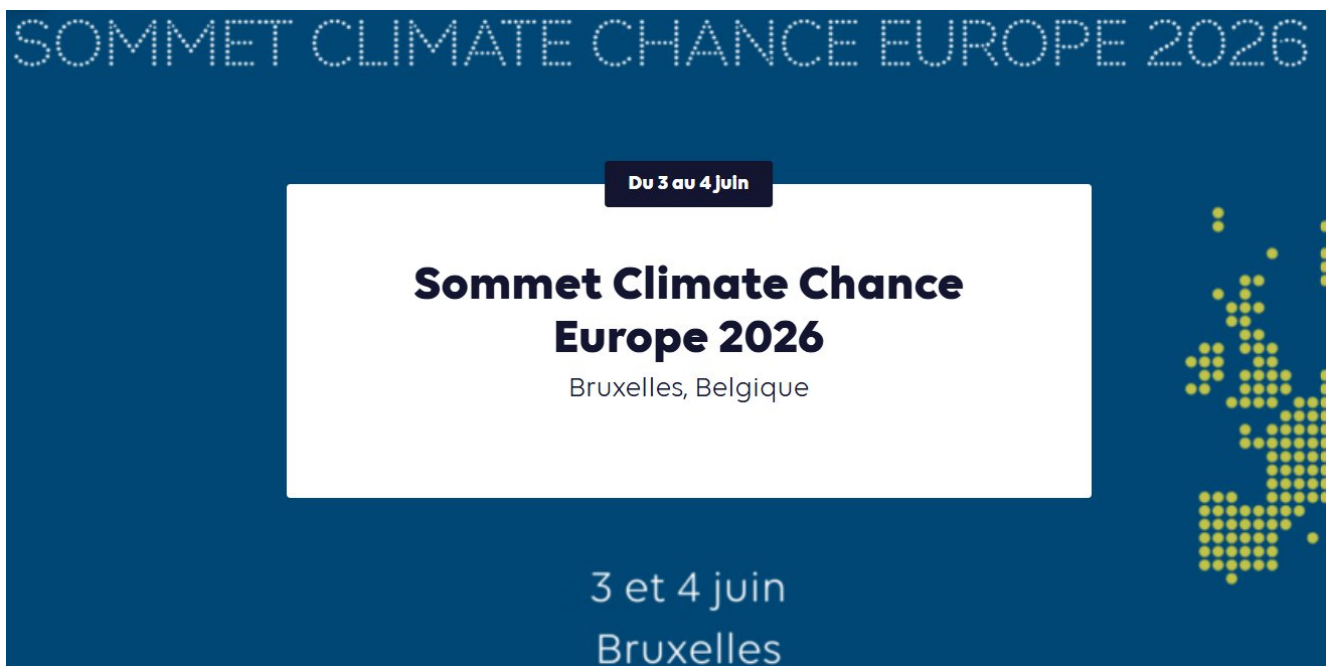 SOMMET CLIMATE CHANCE EUROPE 2026
Du 3 au 4 juin
Sommet Climate Chance
Europe 2026
Bruxelles, Belgique
3 et 4 juin
Bruxelles